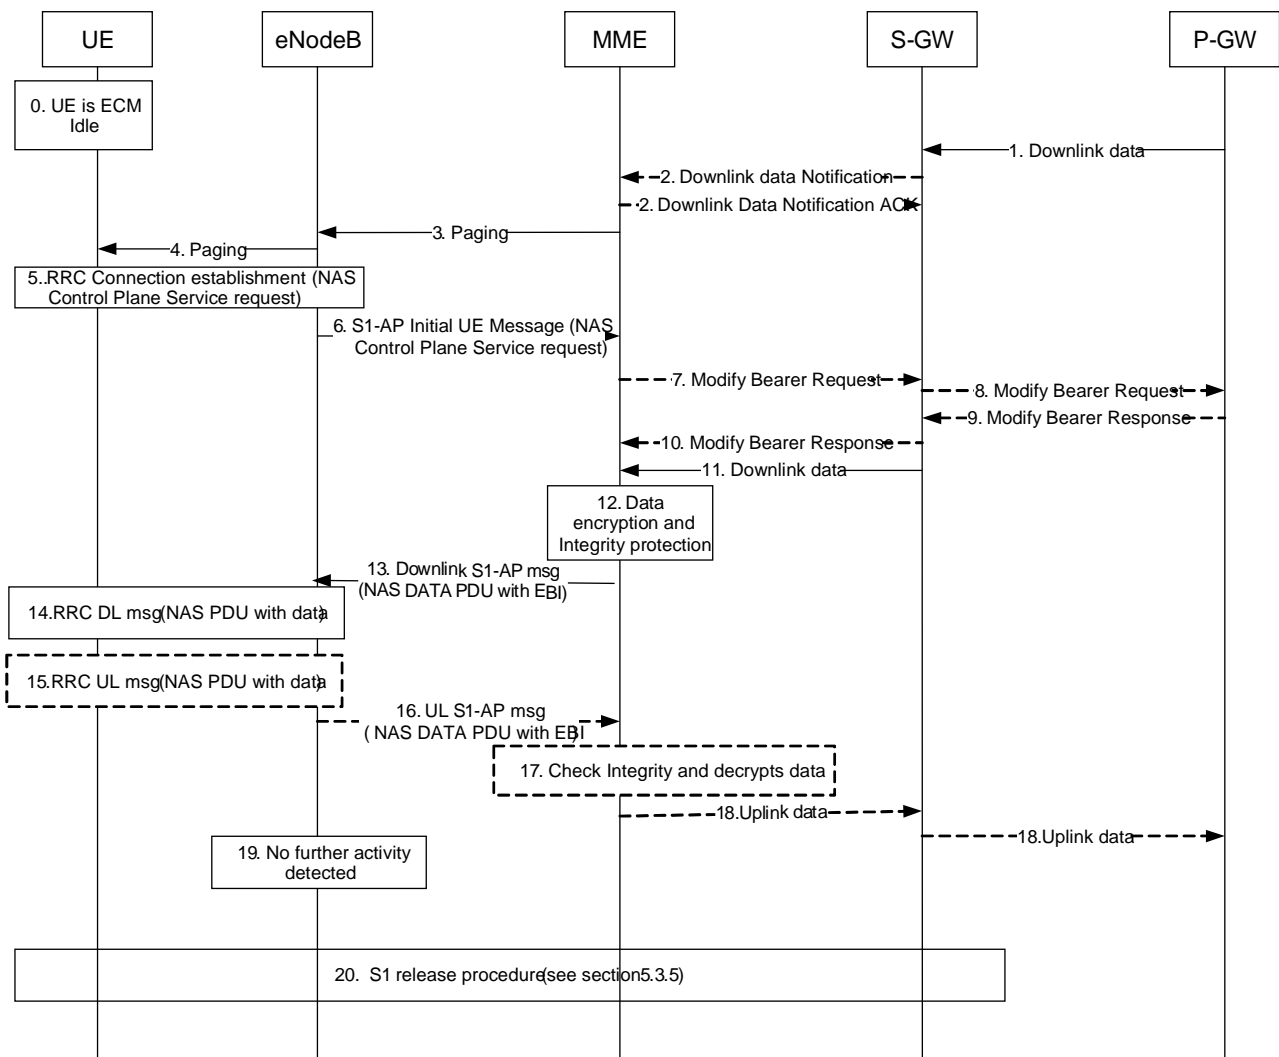 UE
eNodeB
MME
S-GW
P-GW
0. UE is ECM
Idle
1. Downlink data
2. Downlink data Notification
2. Downlink Data Notification ACK
3. Paging
4. Paging
5..RRC Connection establishment (NAS
Control Plane Service request)
6. S1-AP Initial UE Message (NAS
Control Plane Service request)
7. Modify Bearer Request
8. Modify Bearer Request
9. Modify Bearer Response
10. Modify Bearer Response
11. Downlink data
12. Data
encryption and
Integrity protection
13. Downlink S1-AP msg
(NAS DATA PDU with EBI)
14.RRC DL msg(NAS PDU with data)
15.RRC UL msg(NAS PDU with data)
16. UL S1-AP msg
( NAS DATA PDU with EBI
17. Check Integrity and decrypts data
18.Uplink data
18.Uplink data
19. No further activity
detected
20. S1 release procedure(see section5.3.5)